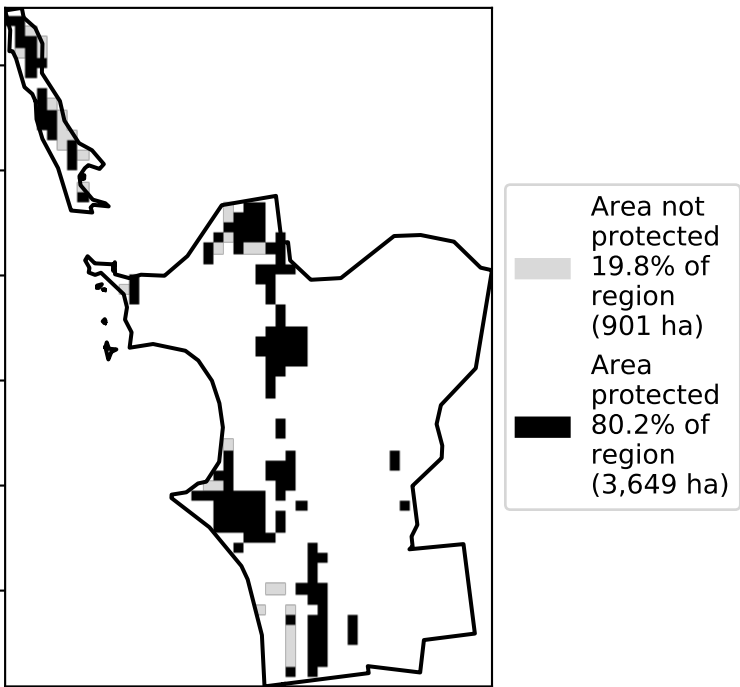 Area not
protected
19.8% of
region
(901 ha)
Area
protected
80.2% of
region
(3,649 ha)